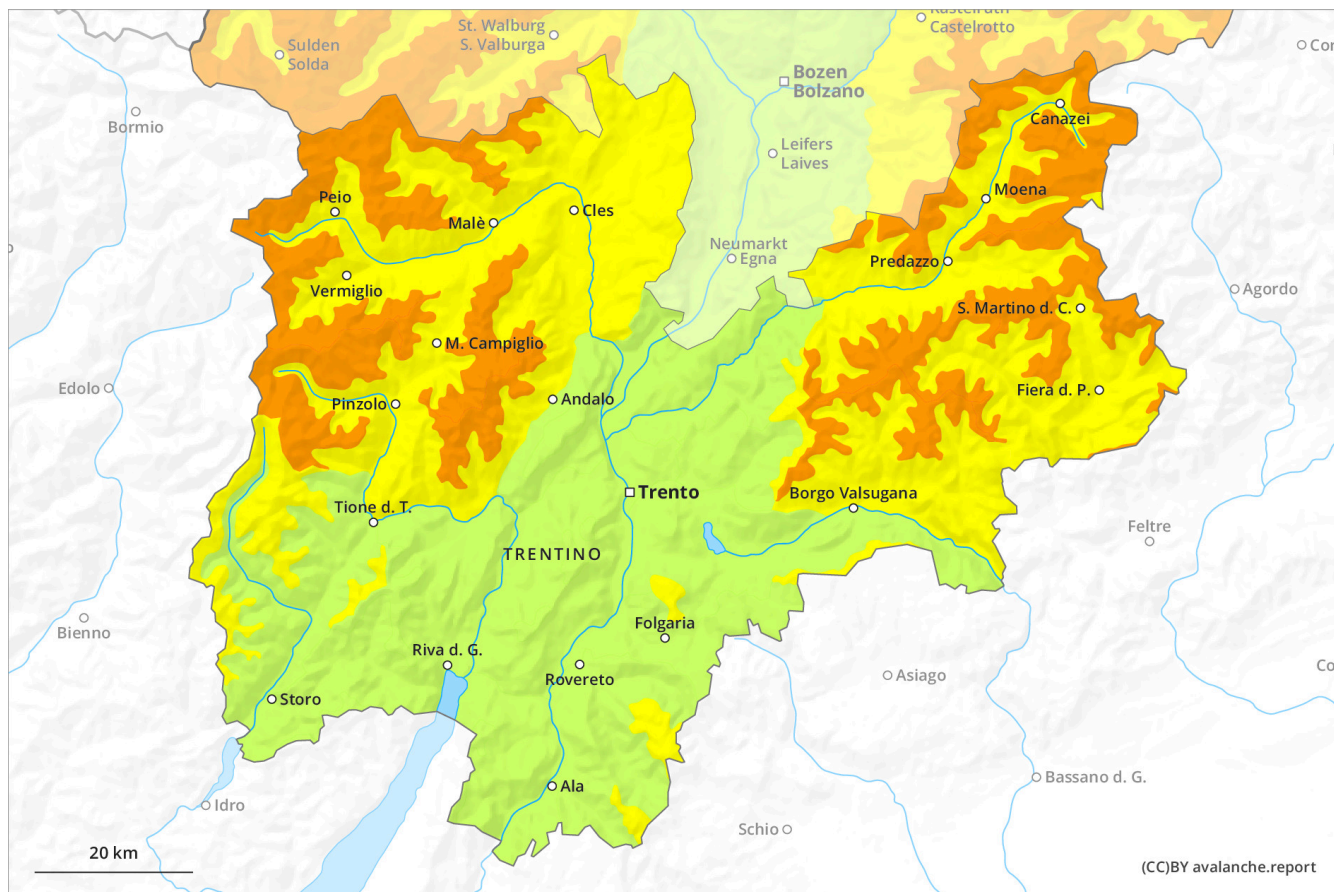 St. Walburg
S. Valburga
Castelrotto
Sulden
Solda
Bozen
Bolzano
Bormio
Canazei
Leifers
Laives
Peio
Moena
Malè
Cles
Neumarkt
Egna
Predazzo
Vermiglio
Agordo
S. Martino d. C.
M. Campiglio
Edolo
Fiera d. P.
Pinzolo
Andalo
Trento
Borgo Valsugana
Tione d. T.
Feltre
TRENTINO
Bienno
Folgaria
Riva d. G.
Rovereto
Asiago
Storo
Bassano d. G.
Ala
Idro
Schio
20 km
(CC)BY avalanche.report